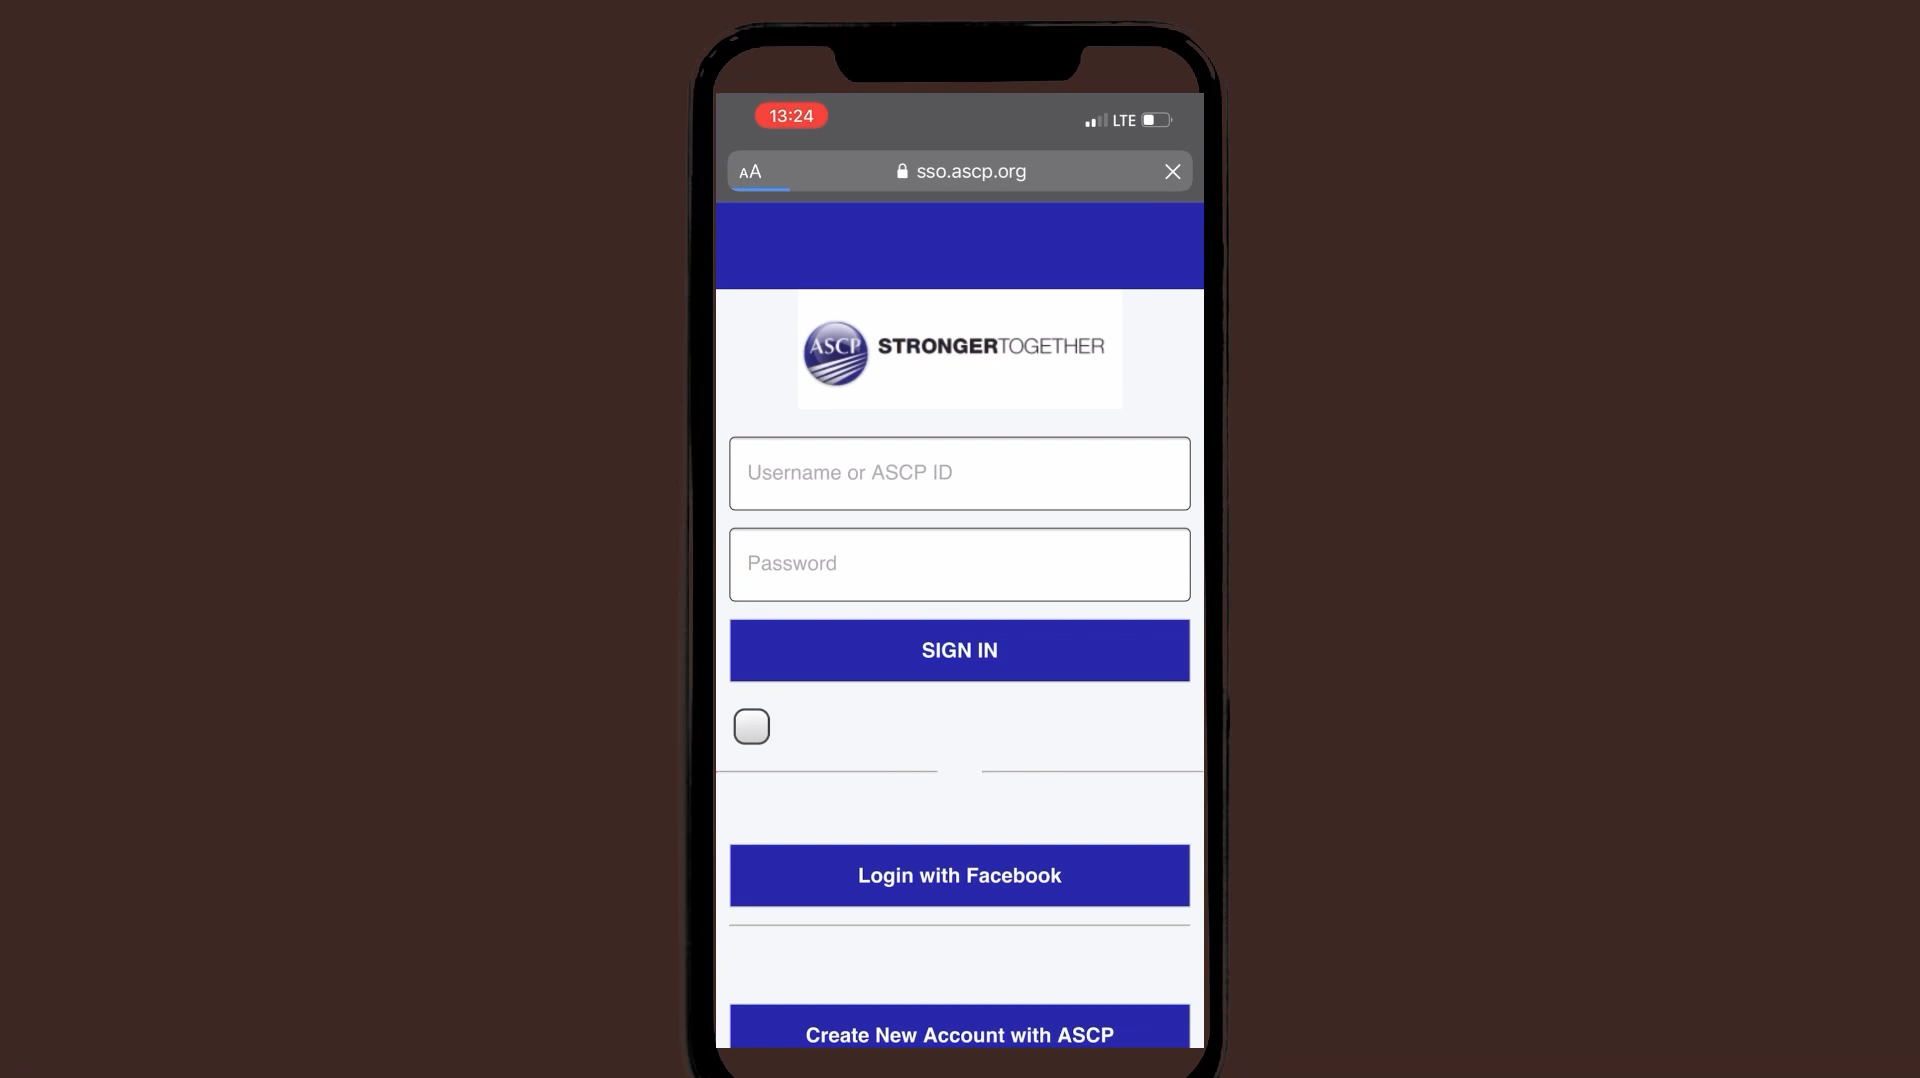 13:24
LTE
AA
sso.ascp.org
ASCP STRONGERTOGETHER
Username or ASCP ID
Password
SIGN IN
Login with Facebook
Create New Account with ASCP